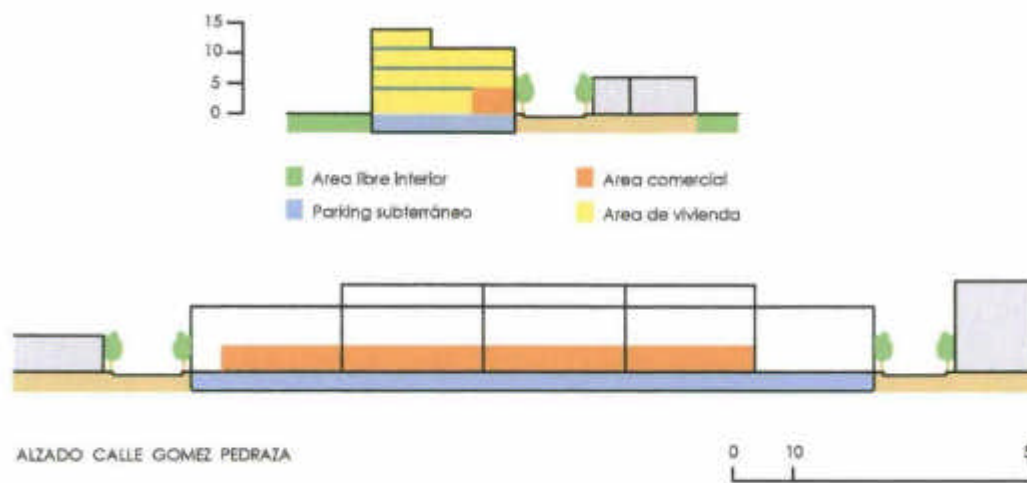 15
10
5
0
Area libre interior
Area comercial
Parking subterráneo
Area de vivienda
ALZADO CALLE GOMEZ PEDRAZA
0 10